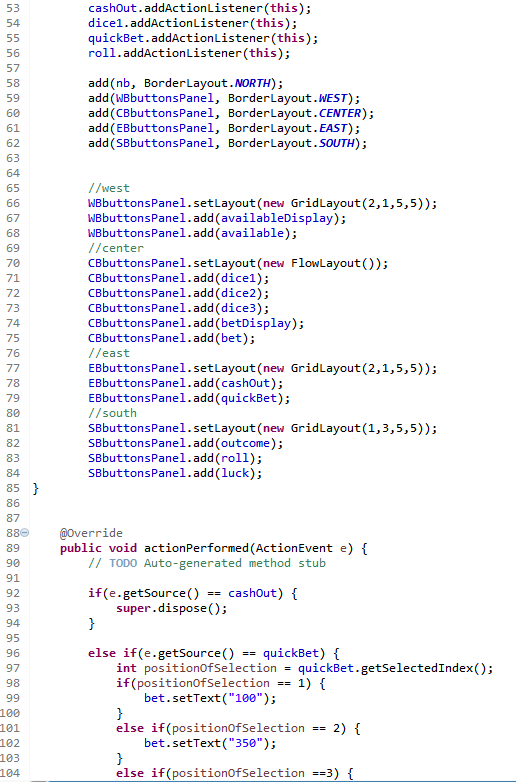 53 cashOut.addActionListener(this);
54 dice1.addActionListener(this);
55 quickBet.addActionListener(this);
56 roll.addActionListener(this);
57
58 add(nb, BorderLayout.NORTH);
59 add(WBbuttonsPanel, BorderLayout.WEST);
60 add(CBbuttonsPanel, BorderLayout.CENTER);
61 add(EBbuttonsPanel, BorderLayout.EAST);
62 add(SBbuttonsPanel, BorderLayout.SOUTH);
63
64
65 //west
66 WBbuttonsPanel.setLayout(new GridLayout(2,1,5,5));
67 WBbuttonsPanel.add(availableDisplay);
68 WBbuttonsPanel.add(available);
69 //center
70 CBbuttonsPanel.setLayout(new FlowLayout());
71 CBbuttonsPanel.add(dice1);
72 CBbuttonsPanel.add(dice2);
73 CBbuttonsPanel.add(dice3);
74 CBbuttonsPanel.add(betDisplay);
75 CBbuttonsPanel.add(bet);
76 //east
77 EBbuttonsPanel.setLayout(new GridLayout(2,1,5,5));
78 EBbuttonsPanel.add(cashOut);
79 EBbuttonsPanel.add(quickBet);
80 //south
81 SBbuttonsPanel.setLayout(new GridLayout(1,3,5,5));
82 SBbuttonsPanel.add(outcome);
83 SBbuttonsPanel.add(roll);
84 SBbuttonsPanel.add(luck);
85 }
86
87
88 @Override
89 public void actionPerformed(ActionEvent e) {
90 // TODO Auto-generated method stub
91
92 if(e.getSource() == cashOut) {
93 super.dispose();
94 }
95
96 else if(e.getSource() == quickBet) {
97 int positionOfSelection = quickBet.getSelectedIndex();
98 if(positionOfSelection == 1) {
99 bet.setText("100");
100 }
101 else if(positionOfSelection == 2) {
102 bet.setText("350");
103 }
104 else if(positionOfSelection ==3) {